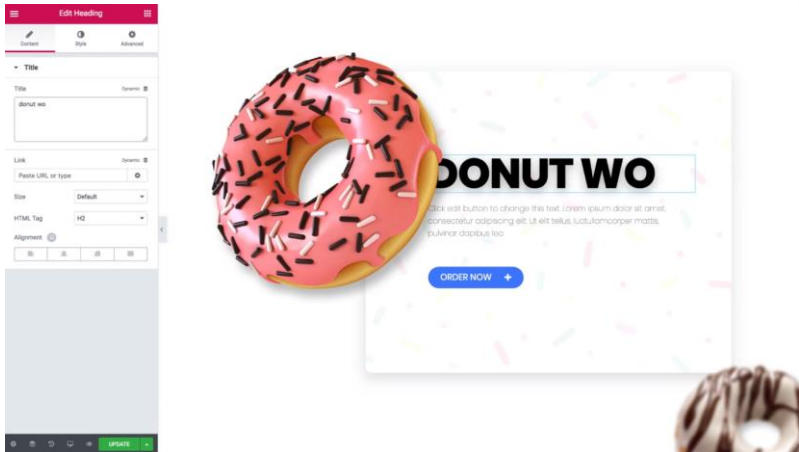 Edit Heading
Content Style Advanced
Title
Title Dynamic
donut wo
Link Dynamic
Paste URL or type
Size Default
HTML Tag H2
Alignment
UPDATE
DONUT WO
Click edit button to change this text. Lorem ipsum dolor sit amet,
consectetur adipiscing elit. Ut elit tellus, luctus ullamcorper mattis,
pulvinar dapibus leo.
ORDER NOW +